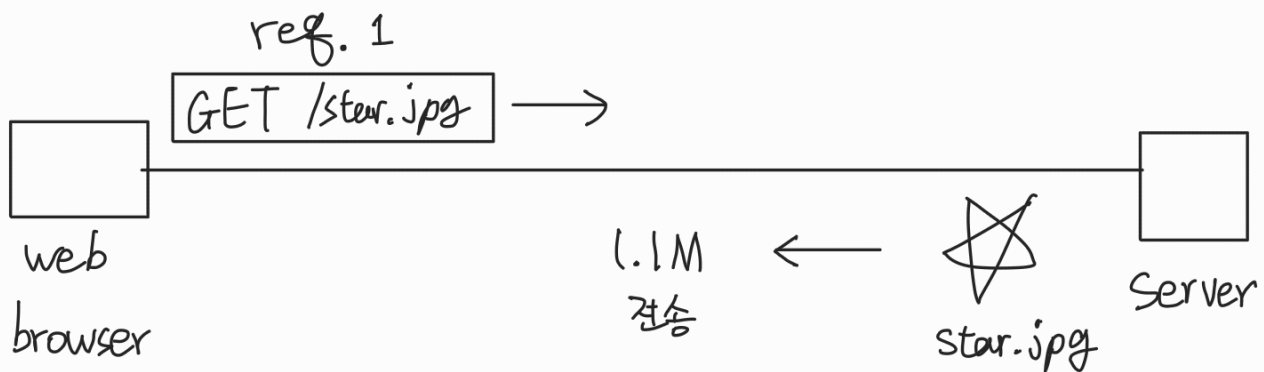 req. 1
GET /star.jpg
web
browser
1.1M
전송
star.jpg
Server